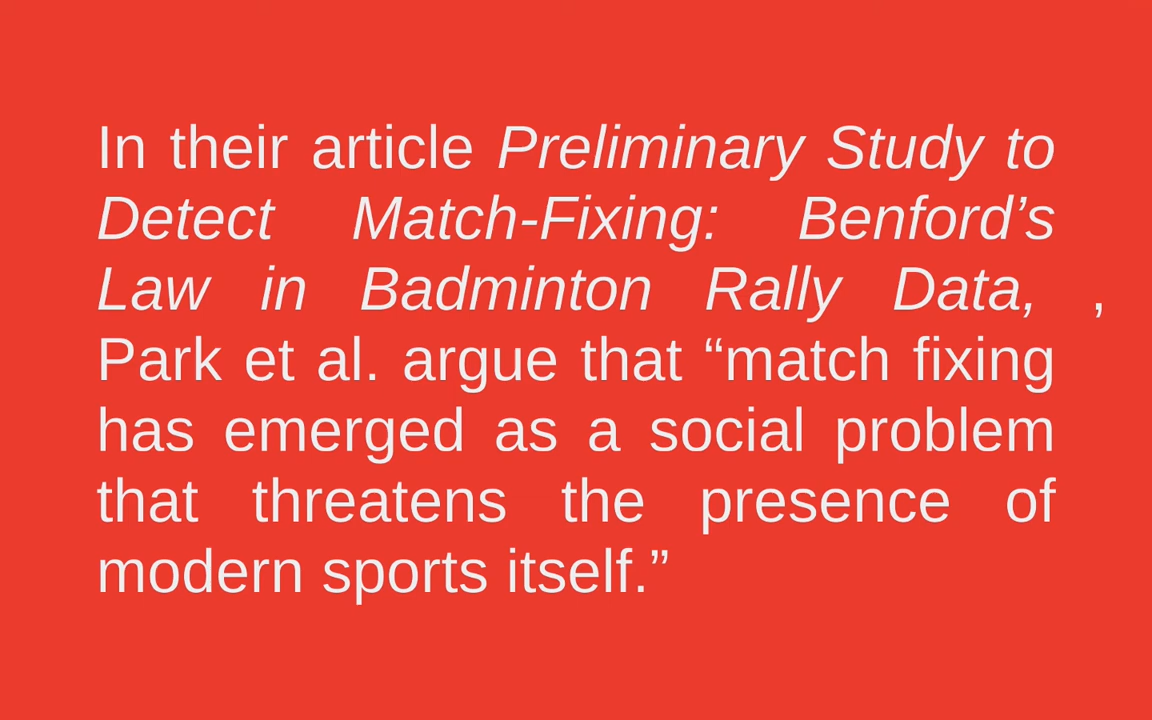 In their article Preliminary Study to
Detect Match-Fixing: Benford’s
Law in Badminton Rally Data, ,
Park et al. argue that “match fixing
has emerged as a social problem
that threatens the presence of
modern sports itself.”